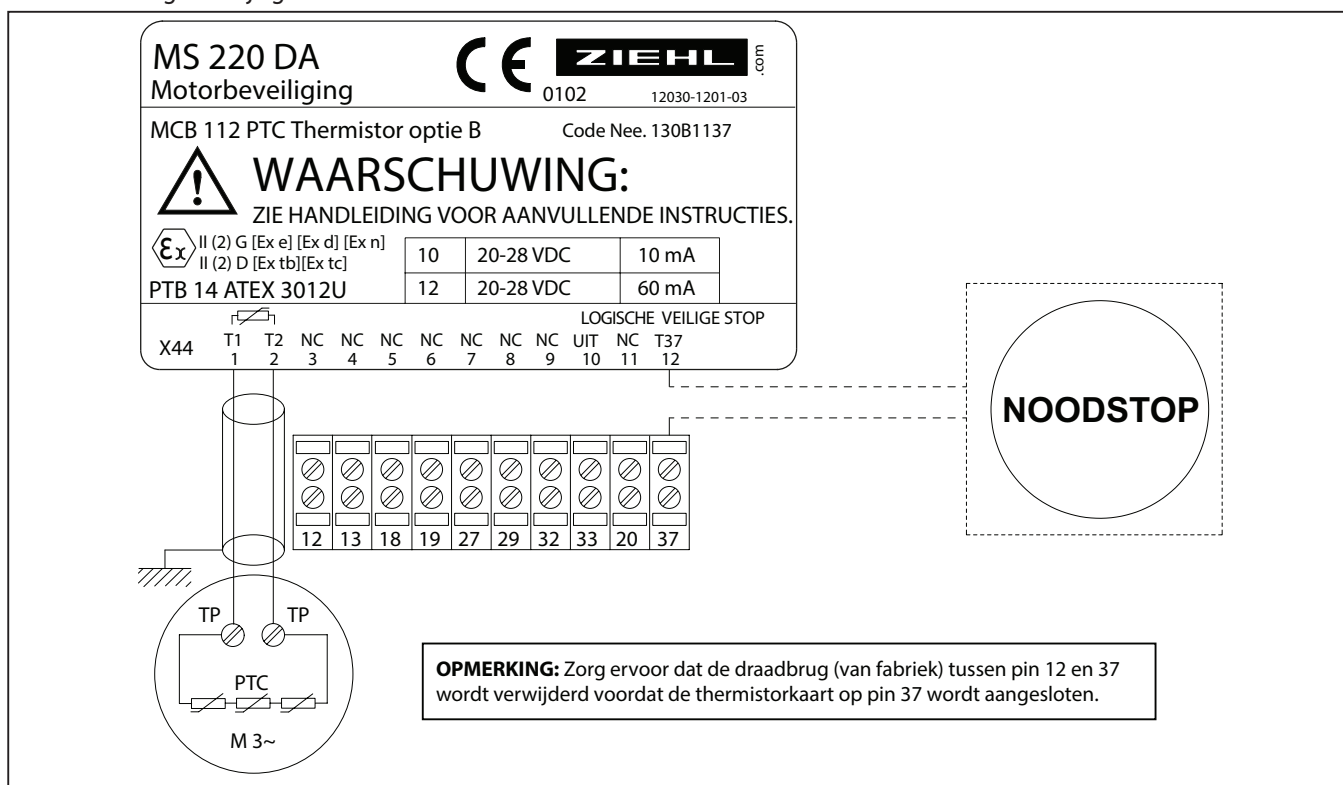 MS 220 DA
Motorbeveiliging
CE 0102
ZIEHL .com
12030-1201-03
MCB 112 PTC Thermistor optie B Code Nee. 130B1137
WAARSCHUWING:
ZIE HANDLEIDING VOOR AANVULLENDE INSTRUCTIES.
εx II (2) G [Ex e] [Ex d] [Ex n]
II (2) D [Ex tb][Ex tc]
10 20-28 VDC 10 mA
12 20-28 VDC 60 mA
PTB 14 ATEX 3012U
LOGISCHE VEILIGE STOP
X44
T1 T2 NC NC NC NC NC NC NC UIT NC T37
1 2 3 4 5 6 7 8 9 10 11 12
NOODSTOP
12 13 18 19 27 29 32 33 20 37
TP TP
PTC
M 3~
OPMERKING: Zorg ervoor dat de draadbrug (van fabriek) tussen pin 12 en 37
wordt verwijderd voordat de thermistorkaart op pin 37 wordt aangesloten.